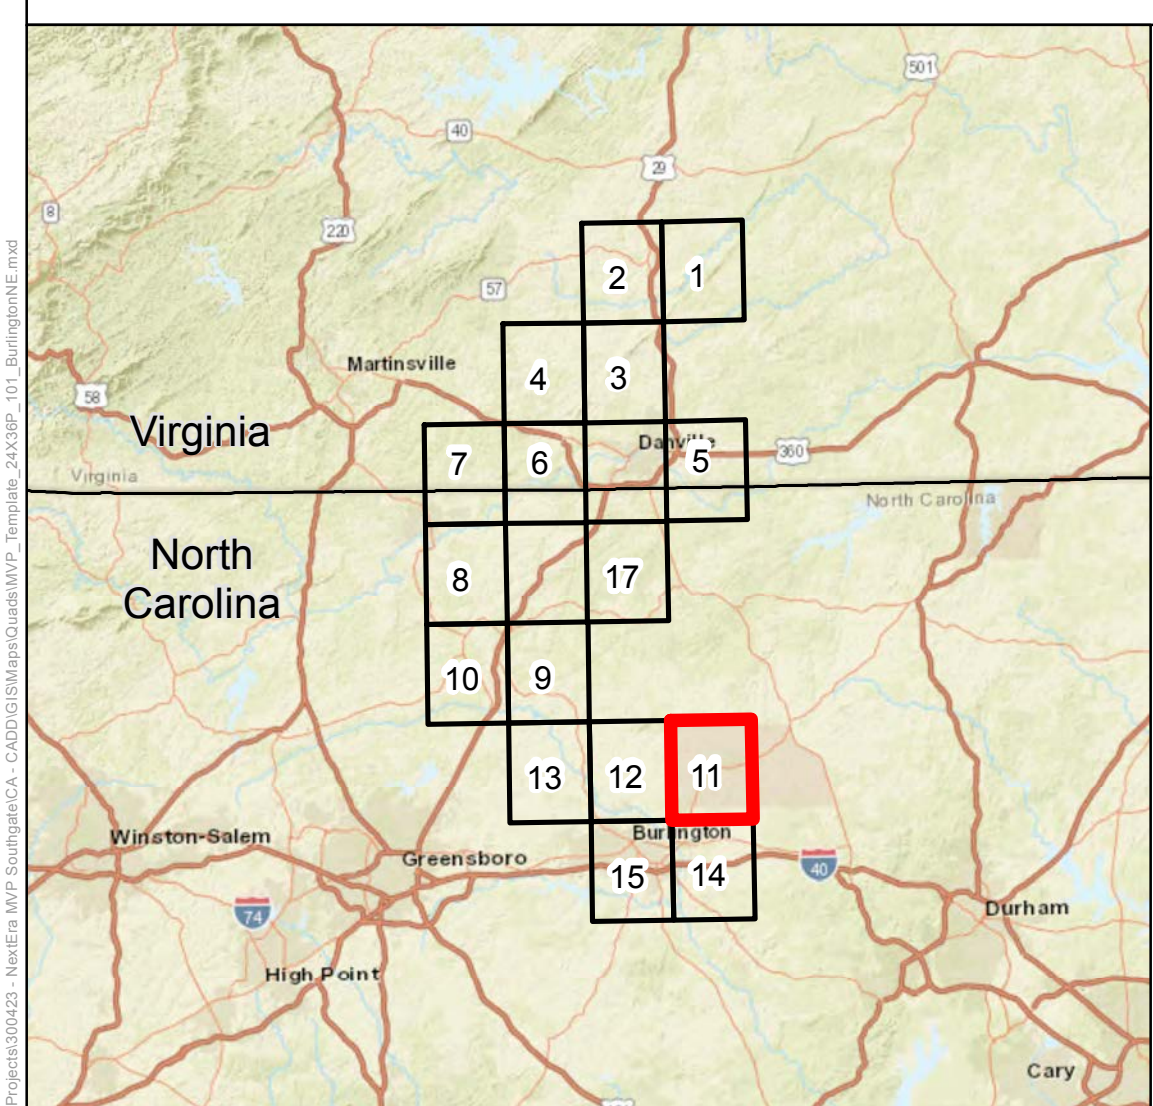 501
40
29
8
220
2
1
57
Martinsville
4
3
58
Virginia
Danville
7
6
5
360
Virginia
North Carolina
North
Carolina
8
17
10
9
13
12
11
Burlington
Winston-Salem
Greensboro
15
14
40
74
Durham
High Point
Cary
Projects\300423 - NextEra MVP Southgate\CA - CADD\GIS\Maps\Quads\MVP_Template_24X36P_101_BurlingtonNE.mxd